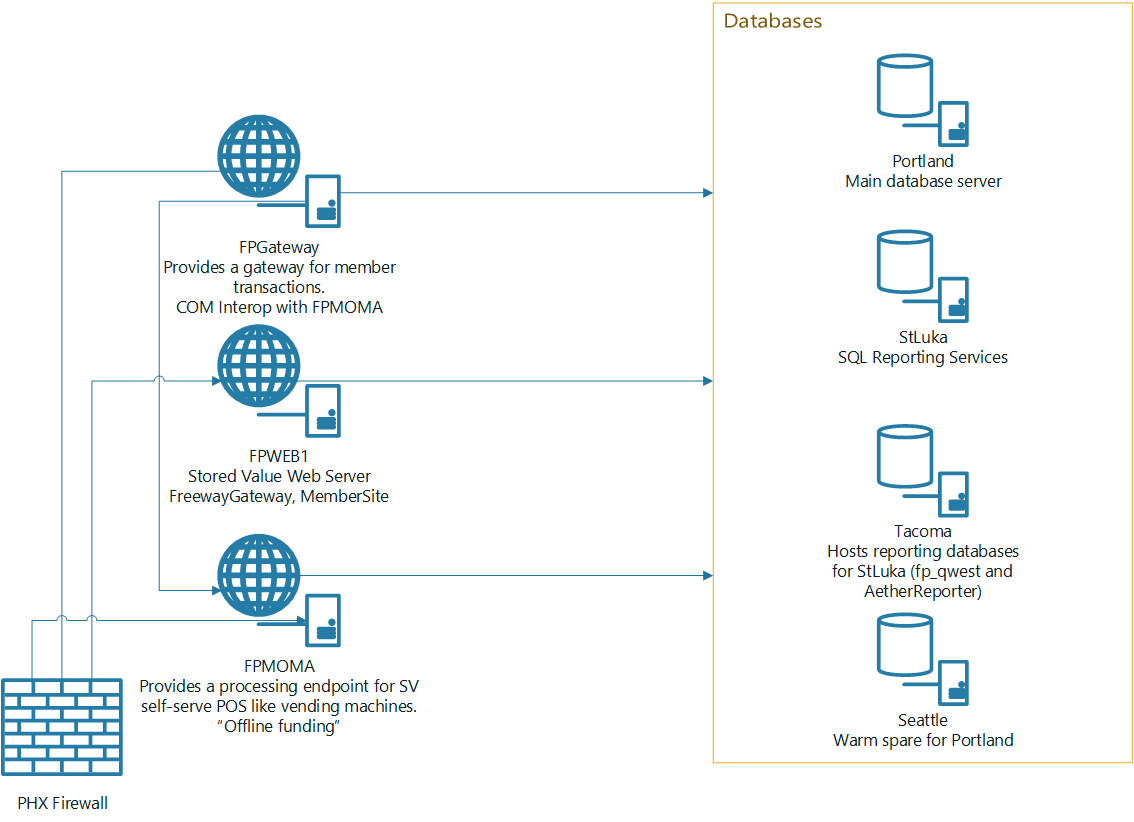 Databases
Portland
Main database server
FPGateway
Provides a gateway for member
transactions.
COM Interop with FPMOMA
StLuka
SQL Reporting Services
FPWEB1
Stored Value Web Server
FreewayGateway, MemberSite
Tacoma
Hosts reporting databases
for StLuka (fp_qwest and
AetherReporter)
FPMOMA
Provides a processing endpoint for SV
self-serve POS like vending machines.
“Offline funding”
Seattle
Warm spare for Portland
PHX Firewall